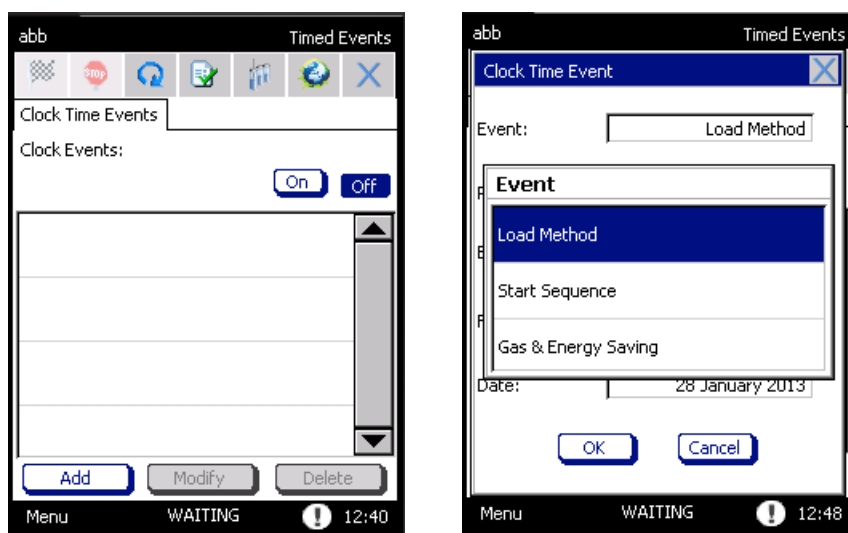 abb Timed Events
STOP
Clock Time Events
Clock Events:
On Off
Add Modify Delete
Menu WAITING 12:40
abb Timed Events
Clock Time Event
Event: Load Method
Event
Load Method
Start Sequence
Gas & Energy Saving
Date: 28 January 2013
OK Cancel
Menu WAITING 12:48